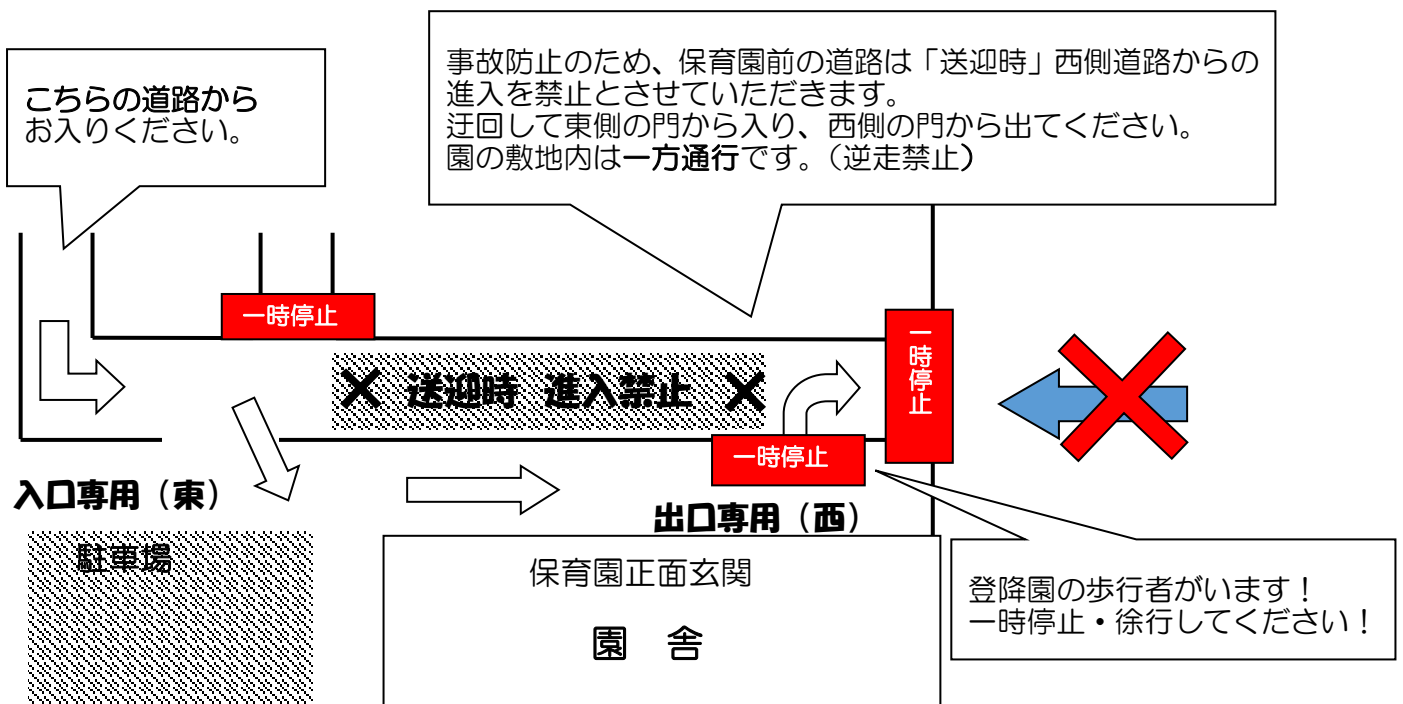 こちらの道路から
お入りください。
事故防止のため、保育園前の道路は「送迎時」西側道路からの
進入を禁止とさせていただきます。
迂回して東側の門から入り、西側の門から出てください。
園の敷地内は一方通行です。（逆走禁止）
一時停止
一時停止
✕ 送迎時 進入禁止 ✕
一時停止
入口専用（東）
出口専用（西）
駐車場
保育園正面玄関
園 舎
登降園の歩行者がいます！
一時停止・徐行してください！